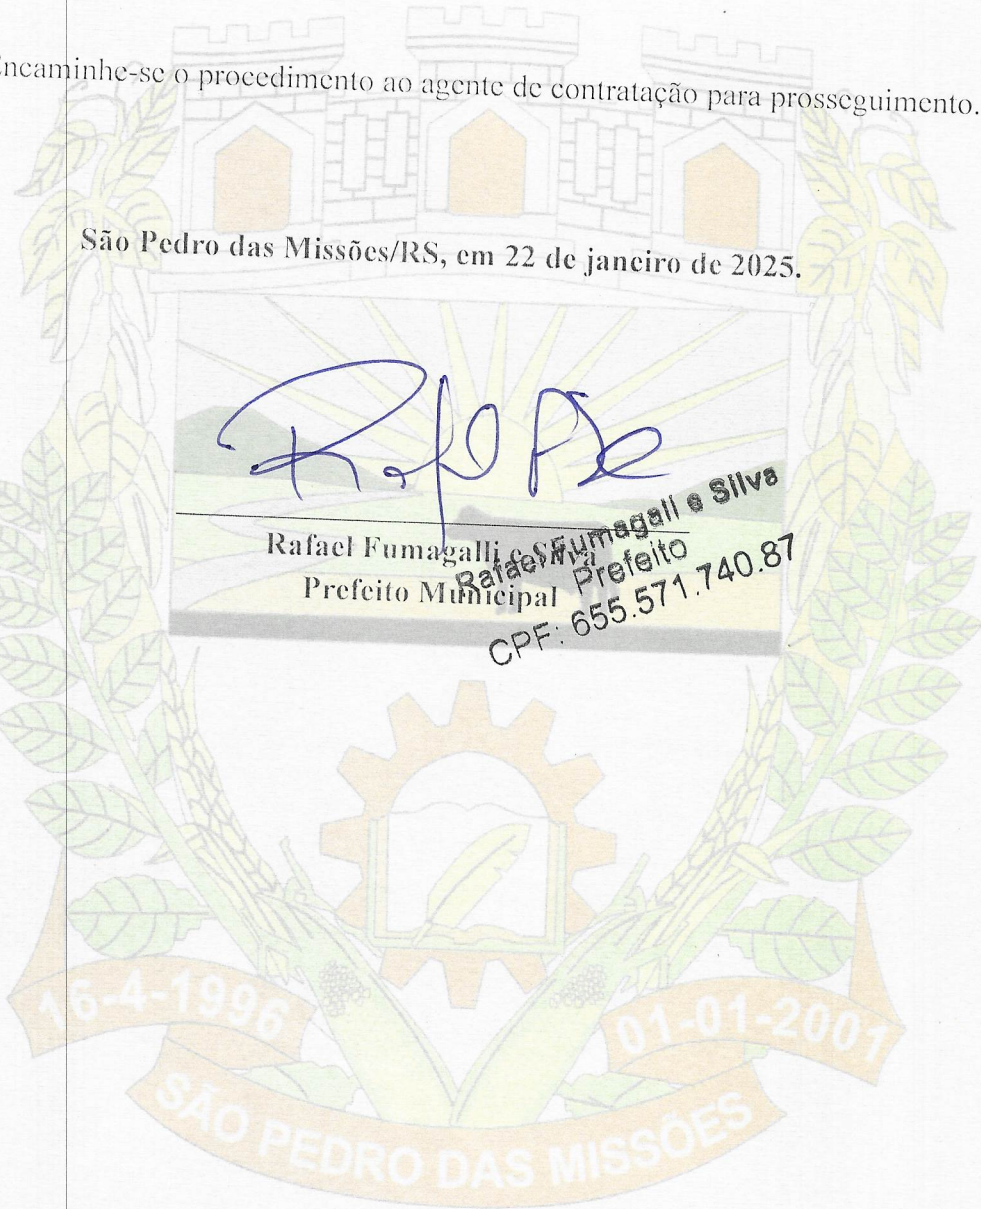 Encaminhe-se o procedimento ao agente de contratação para prosseguimento.
São Pedro das Missões/RS, em 22 de janeiro de 2025.
Rafael Fumagalli e Silva
Prefeito Municipal
Rafael Fumagalli e Silva
Prefeito
CPF: 655.571.740.87
16-4-1996
01-01-2001
SÃO PEDRO DAS MISSÕES